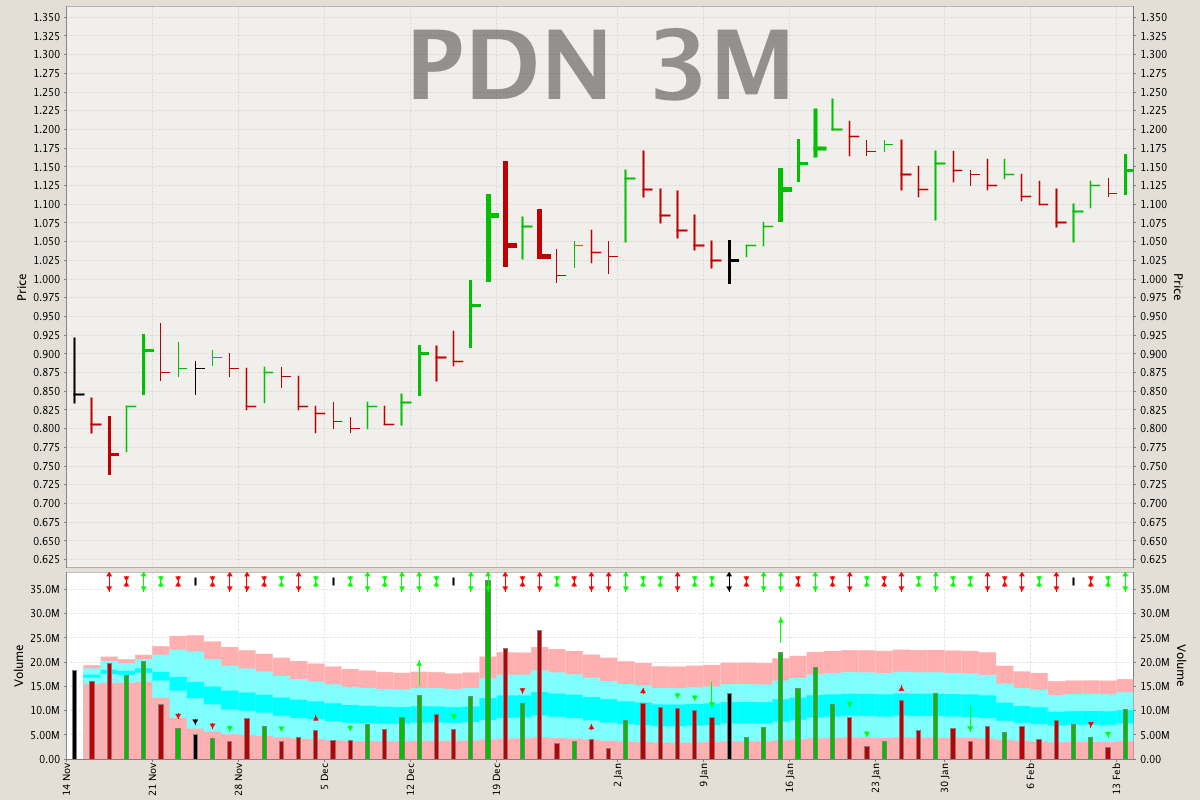 PDN 3M
1.350 1.350
1.325 1.325
1.300 1.300
1.275 1.275
1.250 1.250
1.225 1.225
1.200 1.200
1.175 1.175
1.150 1.150
1.125 1.125
1.100 1.100
1.075 1.075
1.050 1.050
1.025 1.025
1.000 1.000
0.975 0.975
0.950 0.950
0.925 0.925
0.900 0.900
0.875 0.875
0.850 0.850
0.825 0.825
0.800 0.800
0.775 0.775
0.750 0.750
0.725 0.725
0.700 0.700
0.675 0.675
0.650 0.650
0.625 0.625
Price Price
35.0M 35.0M
30.0M 30.0M
25.0M 25.0M
20.0M 20.0M
15.0M 15.0M
10.0M 10.0M
5.00M 5.00M
0.00 0.00
Volume Volume
14 Nov 21 Nov 28 Nov 5 Dec 12 Dec 19 Dec 2 Jan 9 Jan 16 Jan 23 Jan 30 Jan 6 Feb 13 Feb